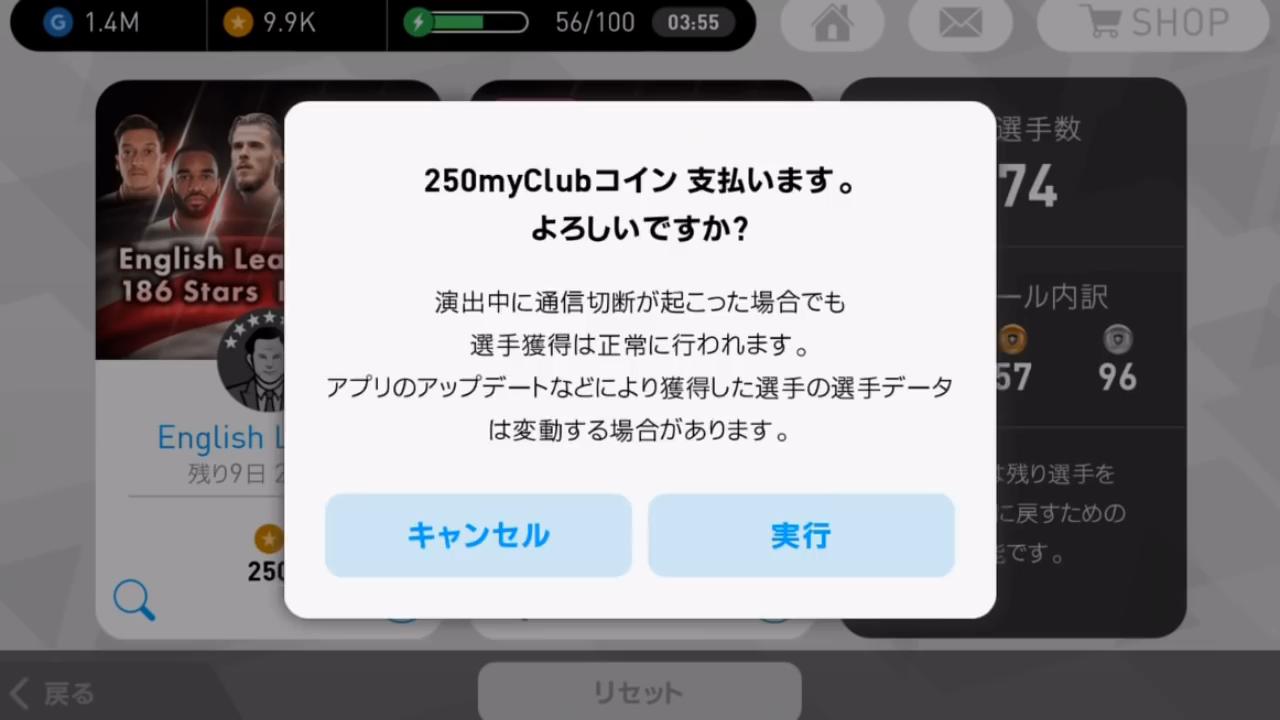 1.4M
9.9K
56/100
03:55
SHOP
選手数
74
English Lea
186 Stars
250myClubコイン 支払います。
よろしいですか?
演出中に通信切断が起こった場合でも
選手獲得は正常に行われます。
アプリのアップデートなどにより獲得した選手の選手データ
は変動する場合があります。
キャンセル
実行
ール内訳
57
96
English L
残り9日 2
250
は残り選手を
に戻すための
能です。
戻る
リセット